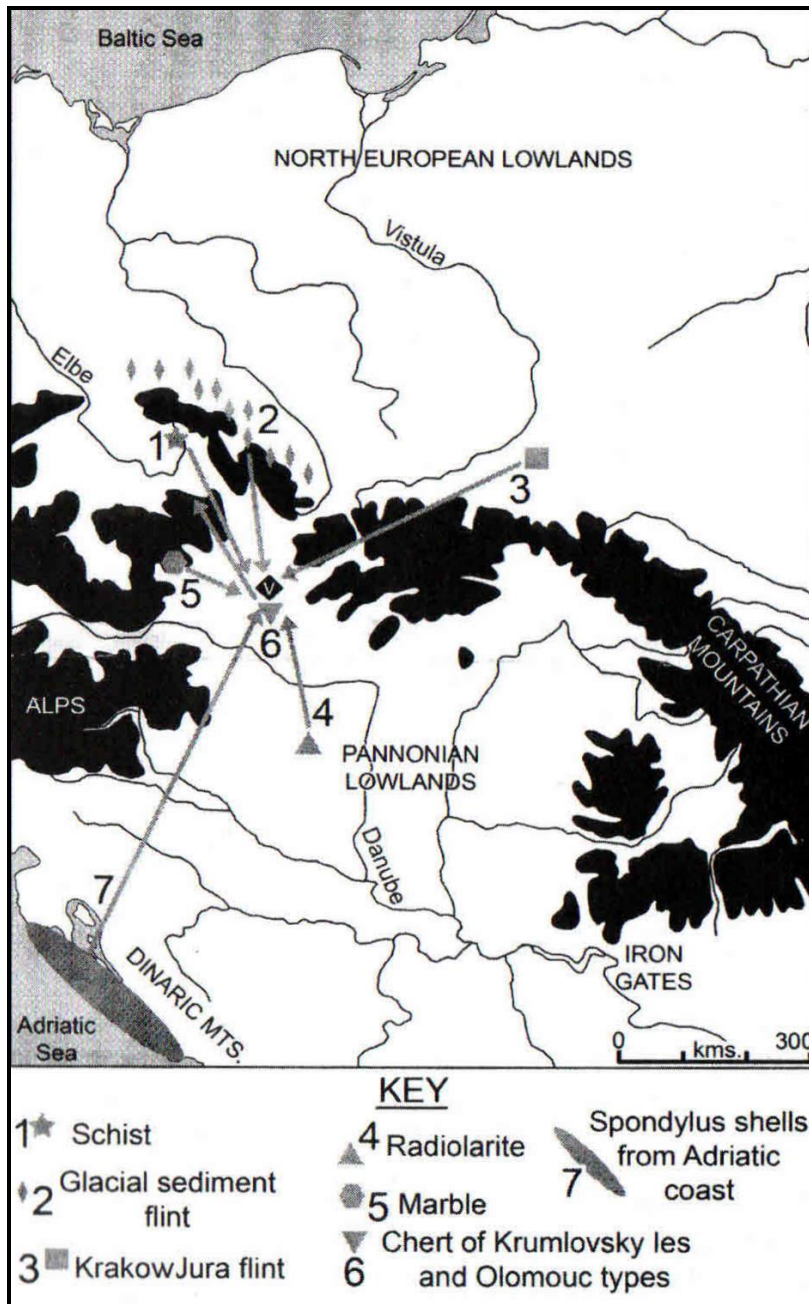 Baltic Sea
NORTH EUROPEAN LOWLANDS
Vistula
Elbe
2
1
3
V
5
6
CARPATHIAN
MOUNTAINS
ALPS
4
PANNONIAN
LOWLANDS
Danube
7
DINARIC MTS.
IRON
GATES
Adriatic
Sea
0 300
kms.
KEY
1 Schist
2 Glacial sediment
flint
3 KrakowJura flint
4 Radiolarite
5 Marble
6 Chert of Krumlovsky les
and Olomouc types
Spondylus shells
from Adriatic
7 coast